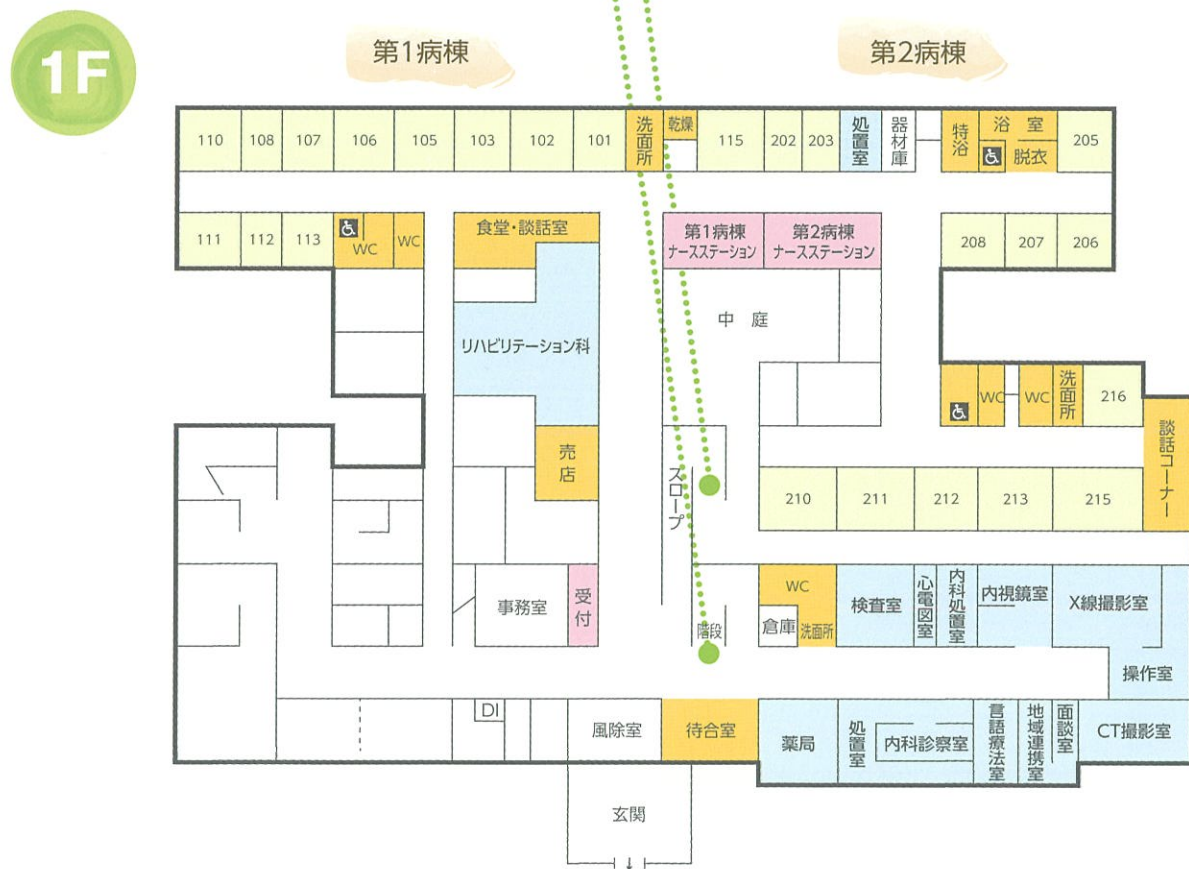 1F
第1病棟
第2病棟
110
108
107
106
105
103
102
101
洗面所
乾燥
115
202
203
処置室
器材庫
特浴
浴室
脱衣
205
111
112
113
WC
WC
食堂・談話室
第1病棟
ナースステーション
第2病棟
ナースステーション
208
207
206
中庭
リハビリテーション科
WC
WC
洗面所
216
談話コーナー
売店
スロープ
210
211
212
213
215
事務室
受付
階段
WC
倉庫
洗面所
検査室
心電図室
内科処置室
内視鏡室
X線撮影室
操作室
DI
風除室
待合室
薬局
処置室
内科診察室
言語療法室
地域連携室
面談室
CT撮影室
玄関